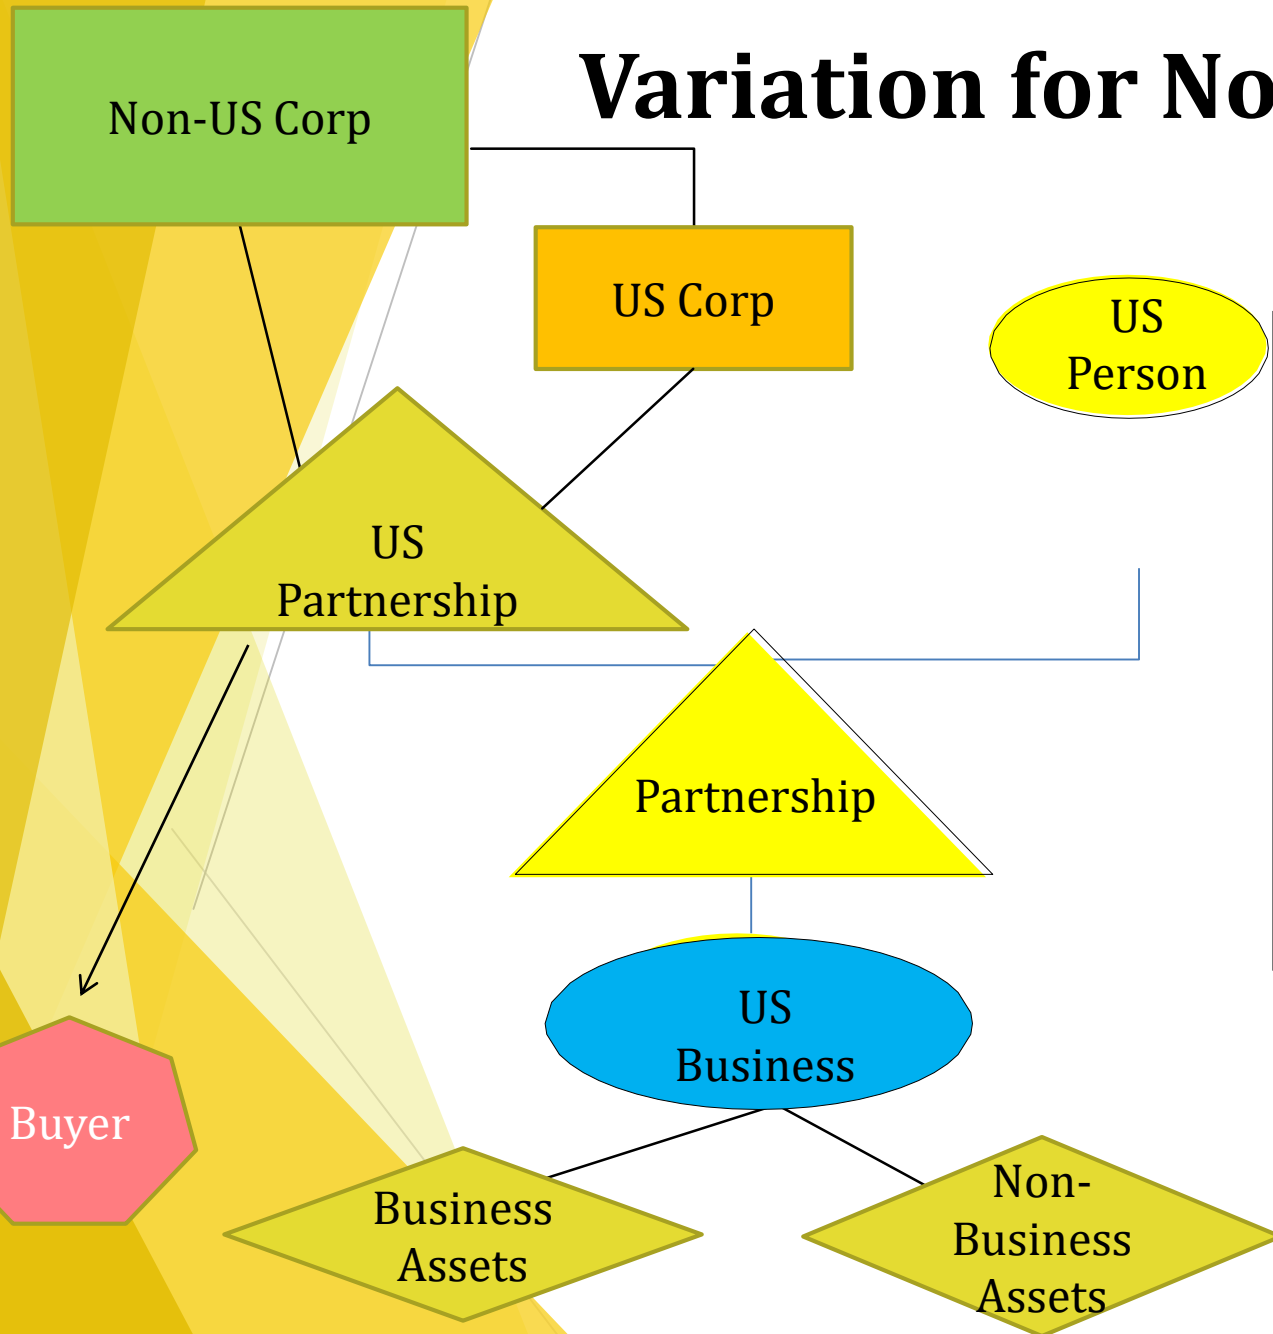 Variation for No
Non-US Corp
US Corp
US
Person
US
Partnership
Partnership
US
Business
Buyer
Business
Assets
Non-
Business
Assets